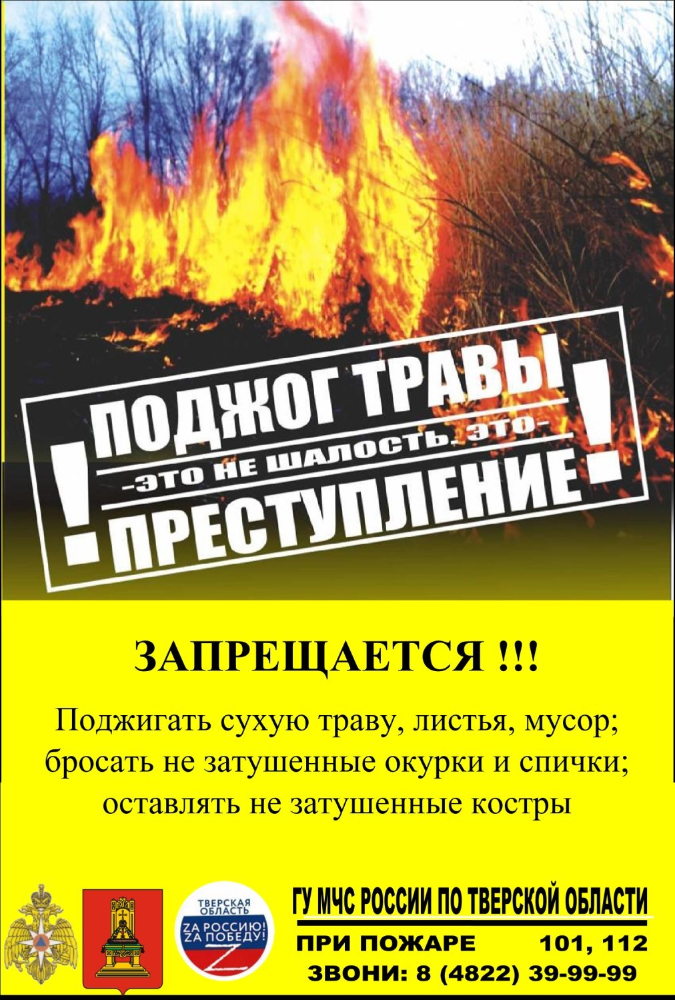 ПОДЖОГ ТРАВЫ
-ЭТО НЕ ШАЛОСТЬ, ЭТО-
ПРЕСТУПЛЕНИЕ
! !
ЗАПРЕЩАЕТСЯ !!!
Поджигать сухую траву, листья, мусор;
бросать не затушенные окурки и спички;
оставлять не затушенные костры
ТВЕРСКАЯ
ОБЛАСТЬ
ZА РОССИЮ!
ZА ПОБЕДУ!
Z
ГУ МЧС РОССИИ ПО ТВЕРСКОЙ ОБЛАСТИ
ПРИ ПОЖАРЕ 101, 112
ЗВОНИ: 8 (4822) 39-99-99